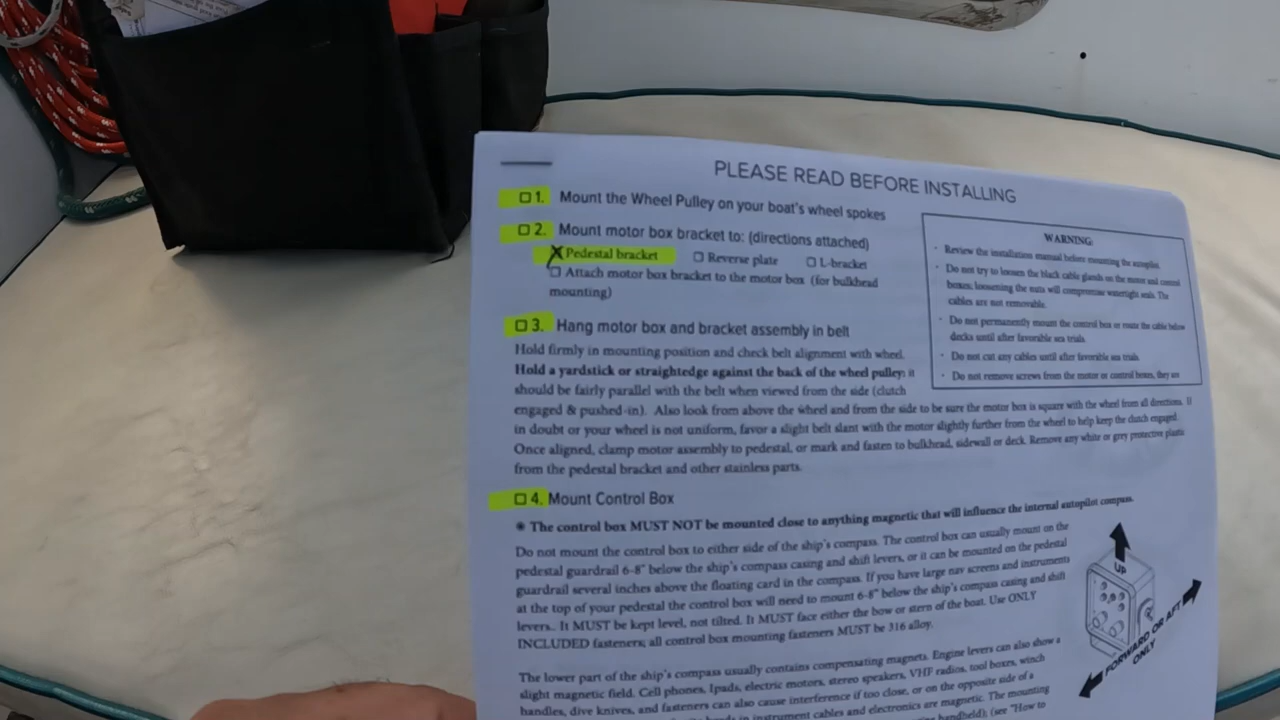 PLEASE READ BEFORE INSTALLING
☐ 1. Mount the Wheel Pulley on your boat's wheel spokes
☐ 2. Mount motor box bracket to: (directions attached)
Pedestal bracket ☐ Reverse plate ☐ L-bracket
☐ Attach motor box bracket to the motor box (for bulkhead
mounting)
WARNING:
• Review the installation manual before mounting the autopilot.
• Do not try to loosen the black cable glands on the motor and control
boxes, loosening the nuts will compromise watertight seals. The
cables are not removable.
• Do not permanently mount the control box or route the cable below
decks until after favorable sea trials.
• Do not cut any cables until after favorable sea trials.
• Do not remove screws from the motor or control boxes, they are
☐ 3. Hang motor box and bracket assembly in belt
Hold firmly in mounting position and check belt alignment with wheel.
Hold a yardstick or straightedge against the back of the wheel pulley: it
should be fairly parallel with the belt when viewed from the side (clutch
engaged & pushed-in). Also look from above the wheel and from the side to be sure the motor box is square with the wheel from all directions. If
in doubt or your wheel is not uniform, favor a slight belt slant with the motor slightly further from the wheel to help keep the clutch engaged.
Once aligned, clamp motor assembly to pedestal, or mark and fasten to bulkhead, sidewall or deck. Remove any white or grey protective plastic
from the pedestal bracket and other stainless parts.
☐ 4. Mount Control Box
* The control box MUST NOT be mounted close to anything magnetic that will influence the internal autopilot compass.
Do not mount the control box to either side of the ship's compass. The control box can usually mount on the
pedestal guardrail 6-8" below the ship's compass casing and shift levers, or it can be mounted on the pedestal
guardrail several inches above the floating card in the compass. If you have large nav screens and instruments
at the top of your pedestal the control box will need to mount 6-8" below the ship's compass casing and shift
levers.. It MUST be kept level, not tilted. It MUST face either the bow or stern of the boat. Use ONLY
INCLUDED fasteners; all control box mounting fasteners MUST be 316 alloy.
UP
FORWARD OR AFT
ONLY
The lower part of the ship's compass usually contains compensating magnets. Engine levers can also show a
slight magnetic field. Cell phones, Ipads, electric motors, stereo speakers, VHF radios, tool boxes, winch
handles, dive knives, and fasteners can also cause interference if too close, or on the opposite side of a
in instrument cables and electronics are magnetic. The mounting
handheld); (see "How to